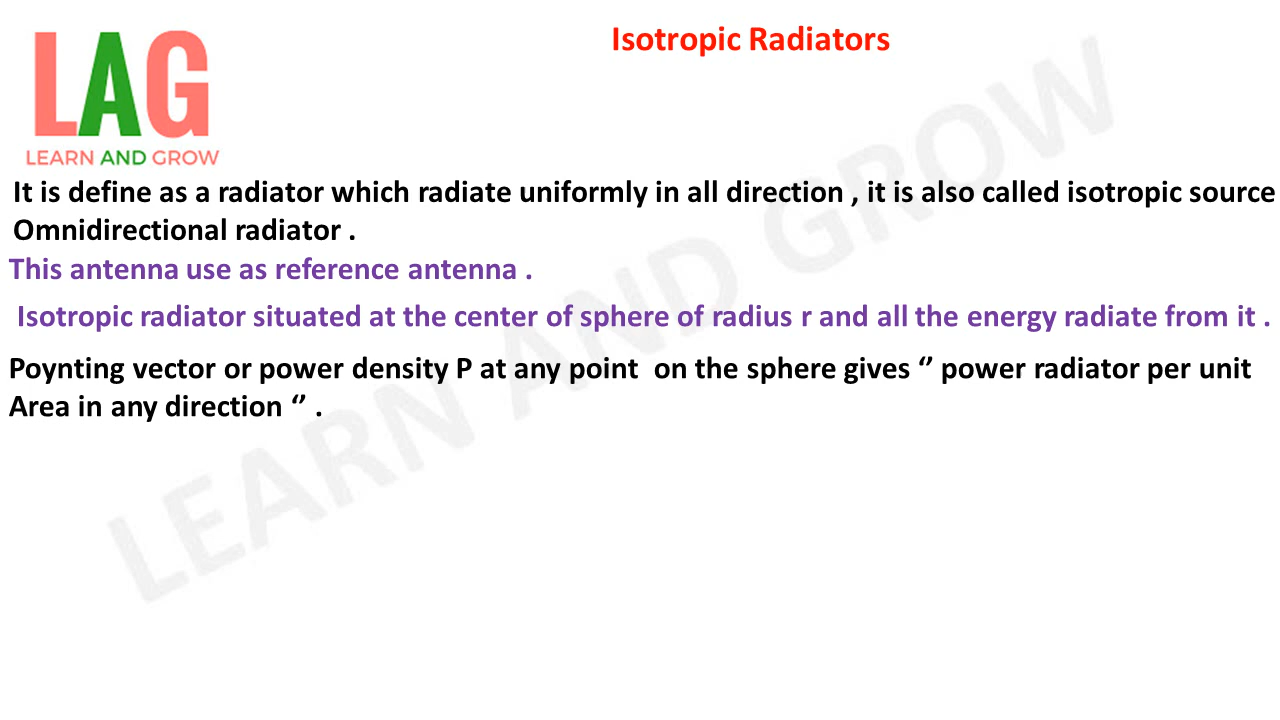 LAG
LEARN AND GROW
Isotropic Radiators
It is define as a radiator which radiate uniformly in all direction , it is also called isotropic source
Omnidirectional radiator .
This antenna use as reference antenna .
Isotropic radiator situated at the center of sphere of radius r and all the energy radiate from it .
Poynting vector or power density P at any point on the sphere gives ‘’ power radiator per unit
Area in any direction ‘’ .
LEARN AND GROW